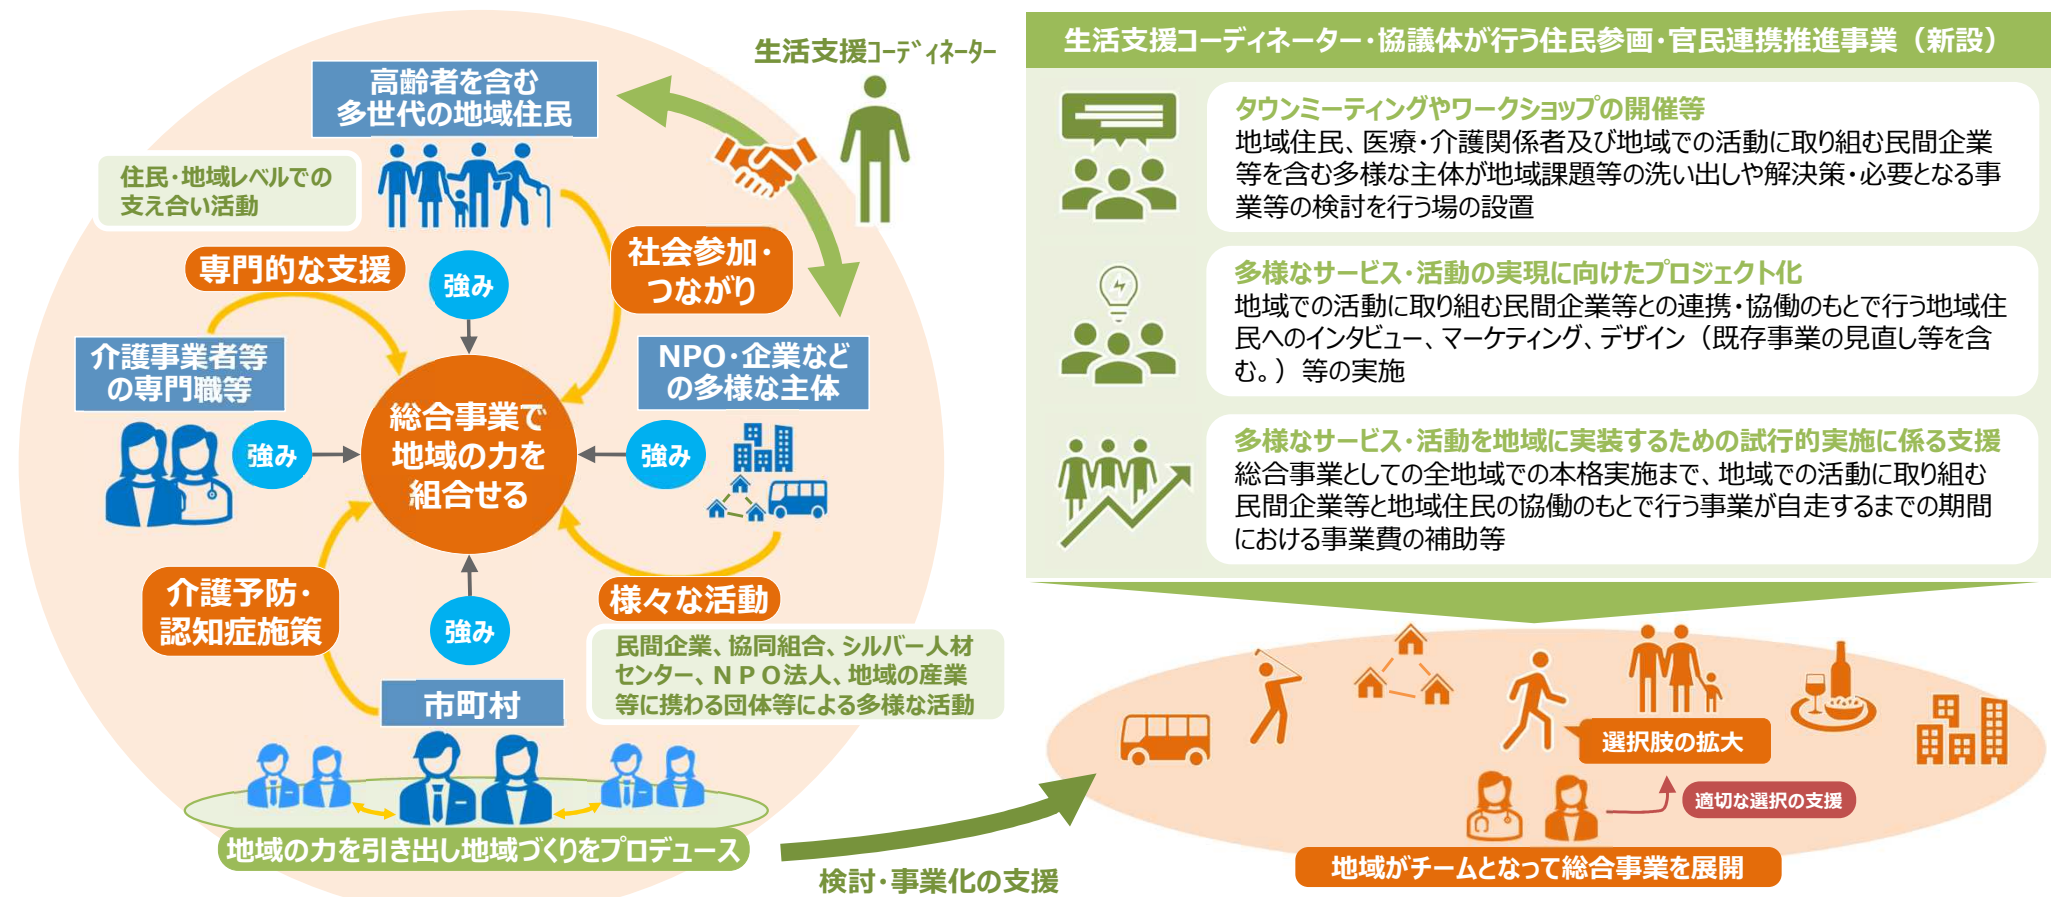 生活支援コーディネーター
高齢者を含む
多世代の地域住民
住民・地域レベルでの
支え合い活動
専門的な支援
強み
社会参加・
つながり
介護事業者等
の専門職等
NPO・企業など
の多様な主体
強み
総合事業で
地域の力を
組合せる
強み
介護予防・
認知症施策
強み
様々な活動
民間企業、協同組合、シルバー人材
センター、NPO法人、地域の産業
等に携わる団体等による多様な活動
市町村
地域の力を引き出し地域づくりをプロデュース
検討・事業化の支援
生活支援コーディネーター・協議体が行う住民参画・官民連携推進事業（新設）
タウンミーティングやワークショップの開催等
地域住民、医療・介護関係者及び地域での活動に取り組む民間企業
等を含む多様な主体が地域課題等の洗い出しや解決策・必要となる事
業等の検討を行う場の設置
多様なサービス・活動の実現に向けたプロジェクト化
地域での活動に取り組む民間企業等との連携・協働のもとで行う地域住
民へのインタビュー、マーケティング、デザイン（既存事業の見直し等を含
む。）等の実施
多様なサービス・活動を地域に実装するための試行的実施に係る支援
総合事業としての全地域での本格実施まで、地域での活動に取り組む
民間企業等と地域住民の協働のもとで行う事業が自走するまでの期間
における事業費の補助等
選択肢の拡大
適切な選択の支援
地域がチームとなって総合事業を展開